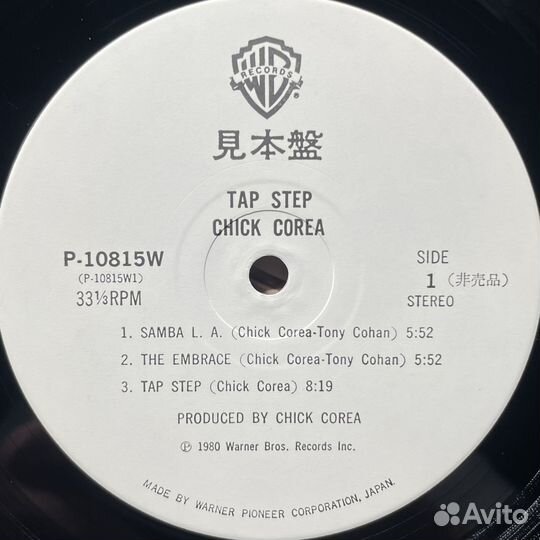 WB
RECORDS
®
見本盤
TAP STEP
CHICK COREA
P-10815W
(P-10815W1)
33⅓RPM
SIDE
1 (非売品)
STEREO
1. SAMBA L. A. (Chick Corea-Tony Cohan) 5:52
2. THE EMBRACE (Chick Corea-Tony Cohan) 5:52
3. TAP STEP (Chick Corea) 8:19
PRODUCED BY CHICK COREA
℗ 1980 Warner Bros. Records Inc.
MADE BY WARNER PIONEER CORPORATION, JAPAN.
Avito